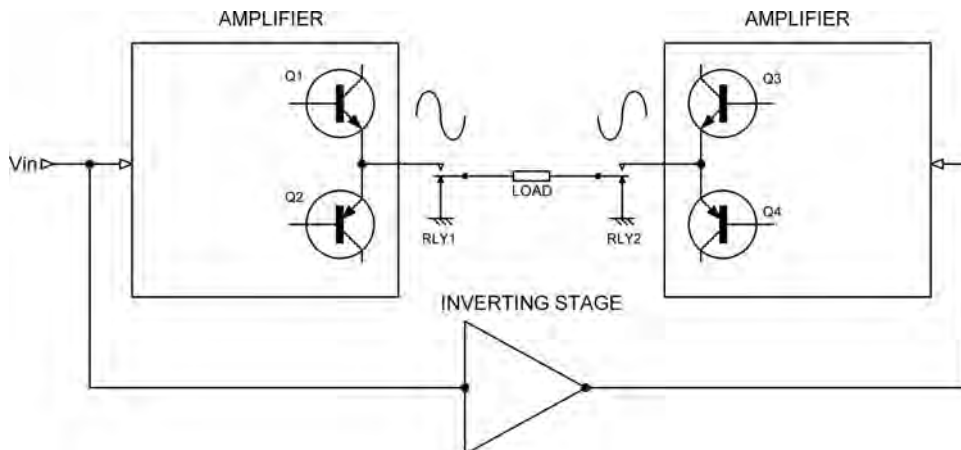 AMPLIFIER
AMPLIFIER
Q1
Q3
Vin
LOAD
Q2
Q4
RLY1
RLY2
INVERTING STAGE